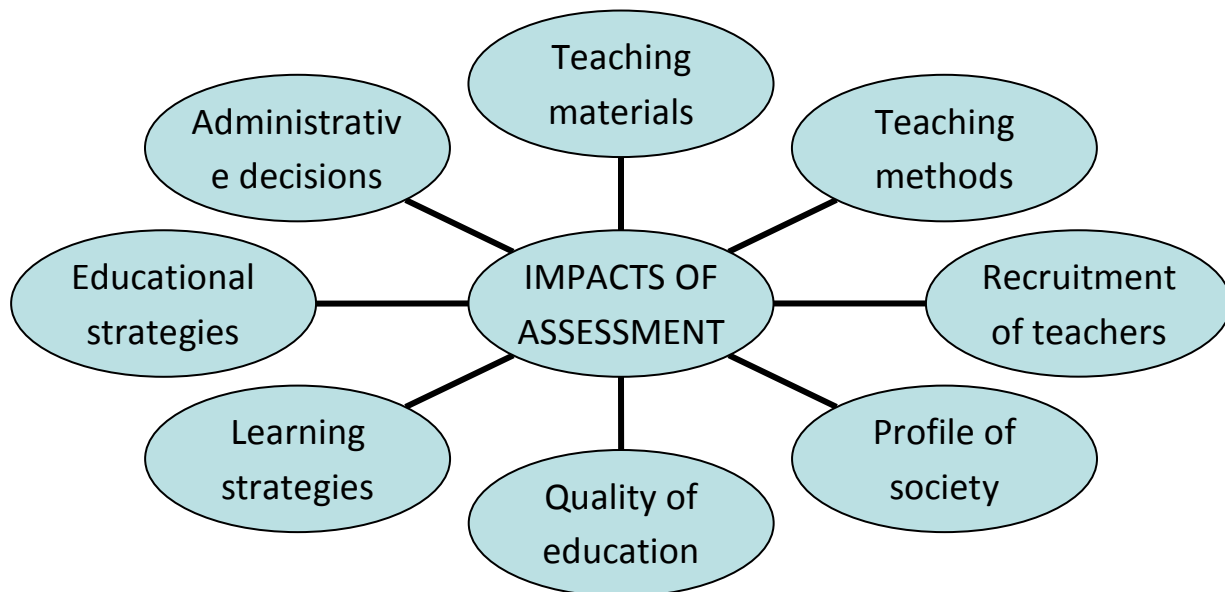 Teaching
materials
Administrativ
e decisions
Teaching
methods
Educational
strategies
IMPACTS OF
ASSESSMENT
Recruitment
of teachers
Learning
strategies
Profile of
society
Quality of
education